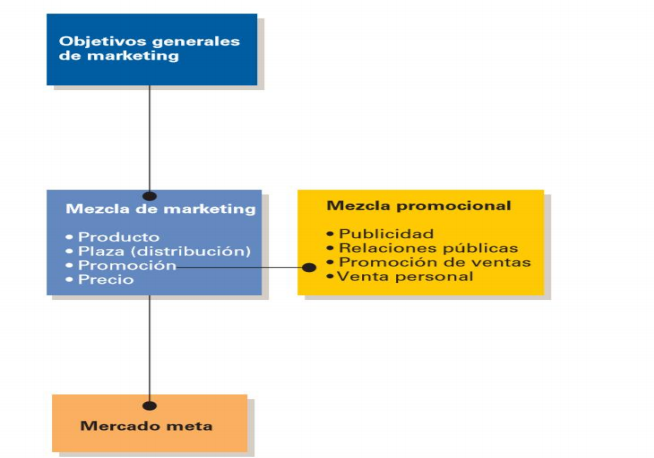 Objetivos generales
de marketing
Mezcla de marketing
• Producto
• Plaza (distribución)
• Promoción
• Precio
Mezcla promocional
• Publicidad
• Relaciones públicas
• Promoción de ventas
• Venta personal
Mercado meta